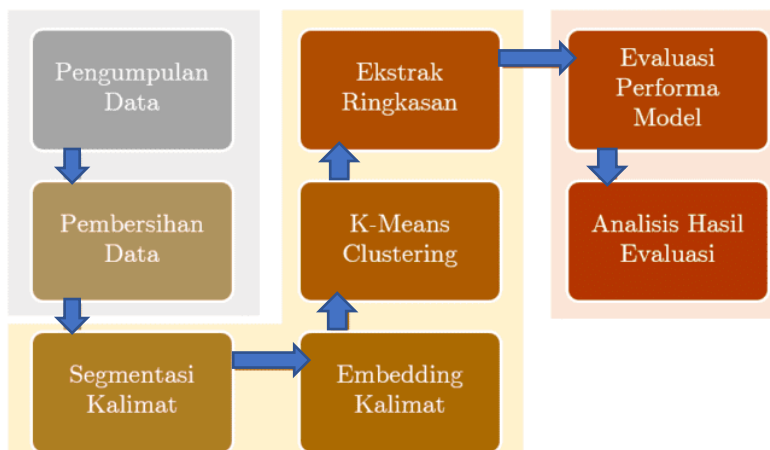 Pengumpulan
Data
Pembersihan
Data
Segmentasi
Kalimat
Embedding
Kalimat
K-Means
Clustering
Ekstrak
Ringkasan
Evaluasi
Performa
Model
Analisis Hasil
Evaluasi